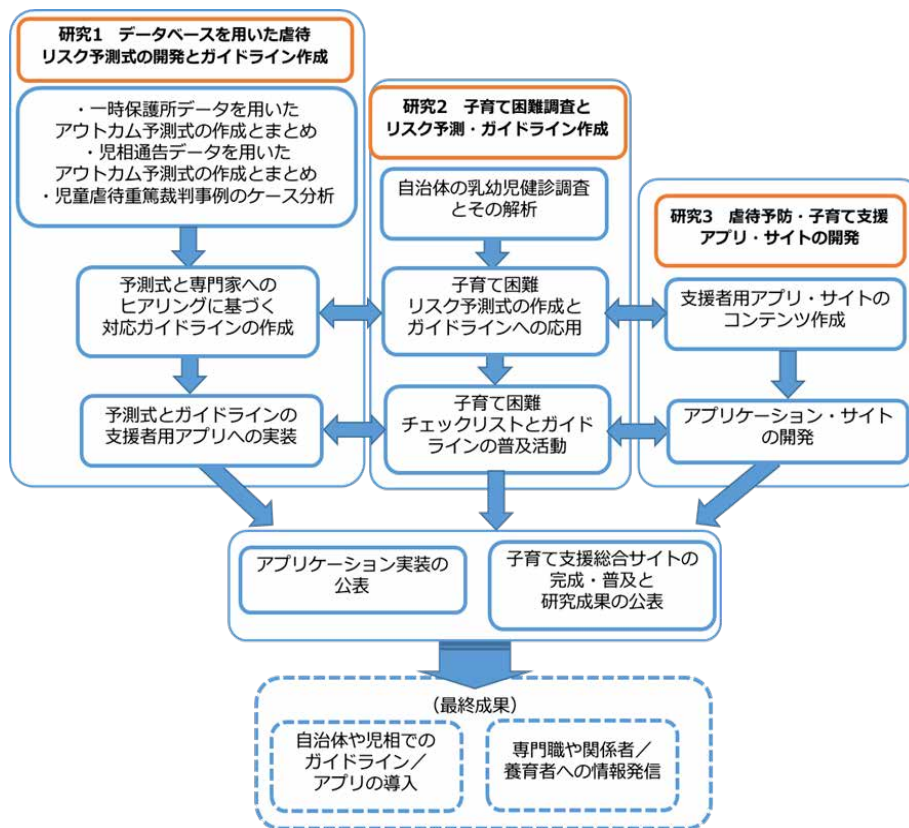 研究1　データベースを用いた虐待
リスク予測式の開発とガイドライン作成
・一時保護所データを用いた
アウトカム予測式の作成とまとめ
・児相通告データを用いた
アウトカム予測式の作成とまとめ
・児童虐待重篤裁判事例のケース分析
予測式と専門家への
ヒアリングに基づく
対応ガイドラインの作成
予測式とガイドラインの
支援者用アプリへの実装
研究2　子育て困難調査と
リスク予測・ガイドライン作成
自治体の乳幼児健診調査
とその解析
子育て困難
リスク予測式の作成と
ガイドラインへの応用
子育て困難
チェックリストとガイド
ラインの普及活動
研究3　虐待予防・子育て支援
アプリ・サイトの開発
支援者用アプリ・サイトの
コンテンツ作成
アプリケーション・サイト
の開発
アプリケーション実装の
公表
子育て支援総合サイトの
完成・普及と
研究成果の公表
（最終成果）
自治体や児相での
ガイドライン／
アプリの導入
専門職や関係者／
養育者への情報発信